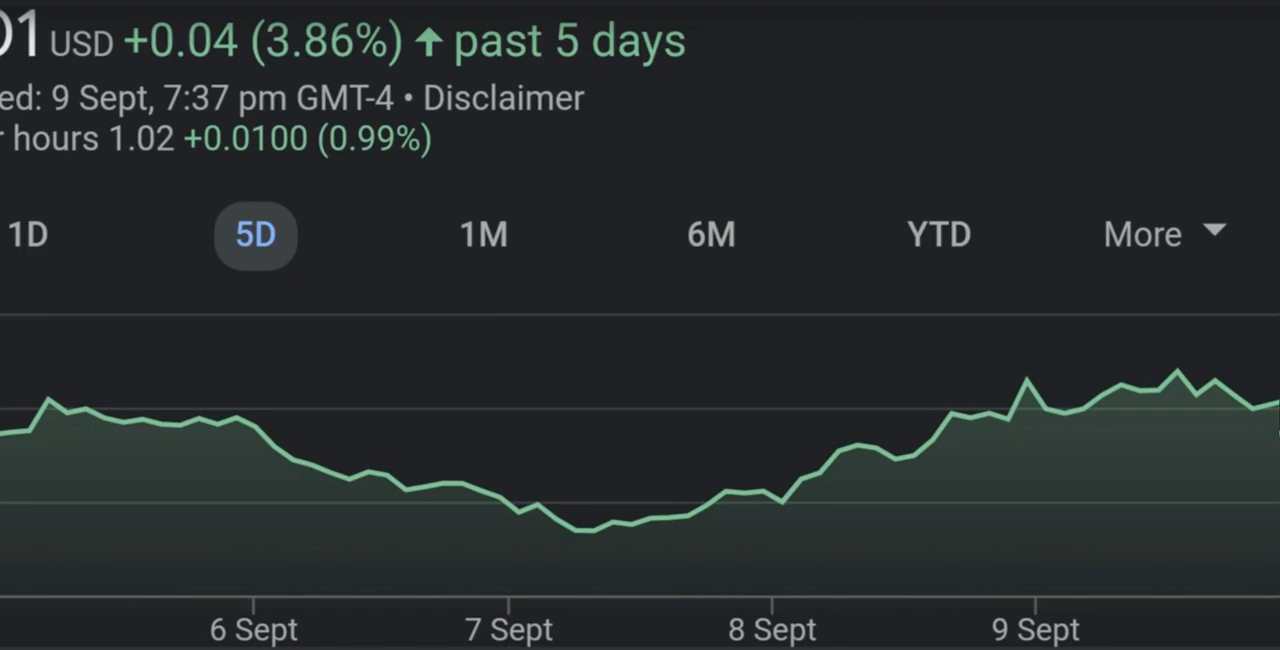 01 USD +0.04 (3.86%) ↑ past 5 days
ed: 9 Sept, 7:37 pm GMT-4 • Disclaimer
r hours 1.02 +0.0100 (0.99%)
1D 5D 1M 6M YTD More
6 Sept 7 Sept 8 Sept 9 Sept